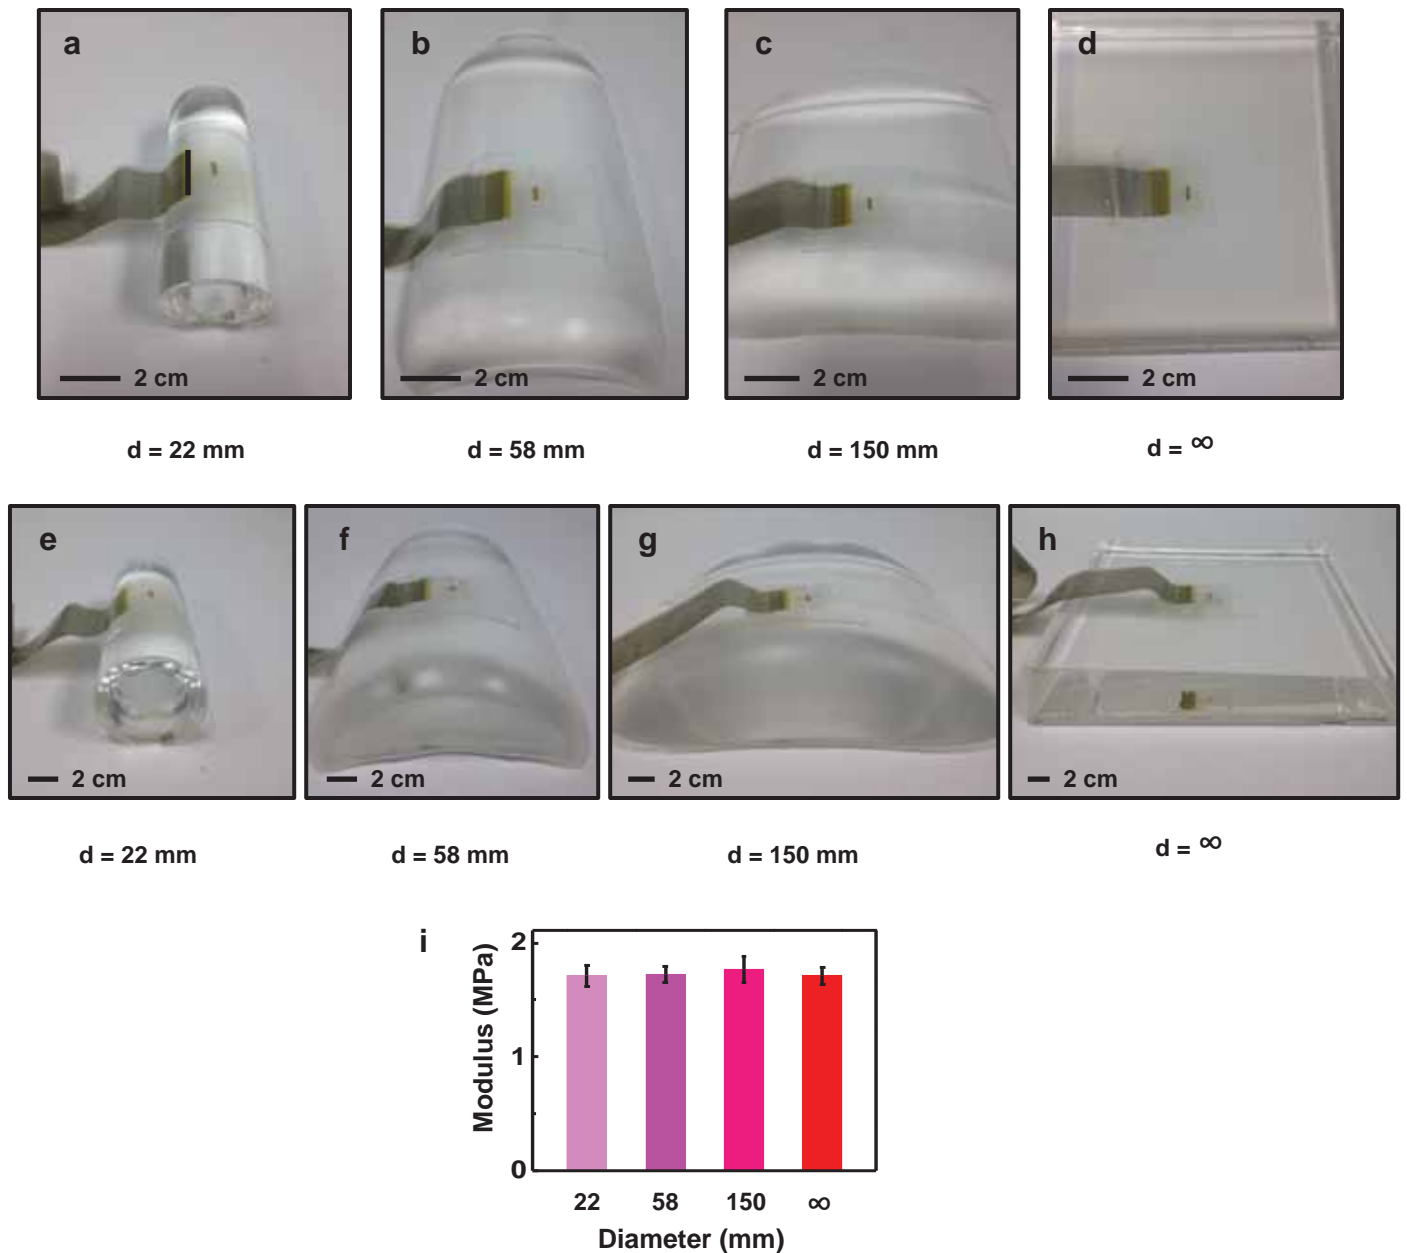 a
b
c
d
2 cm
2 cm
2 cm
2 cm
d = 22 mm
d = 58 mm
d = 150 mm
d = ∞
e
f
g
h
2 cm
2 cm
2 cm
2 cm
d = 22 mm
d = 58 mm
d = 150 mm
d = ∞
i
Modulus (MPa)
2
1
0
22
58
150
∞
Diameter (mm)